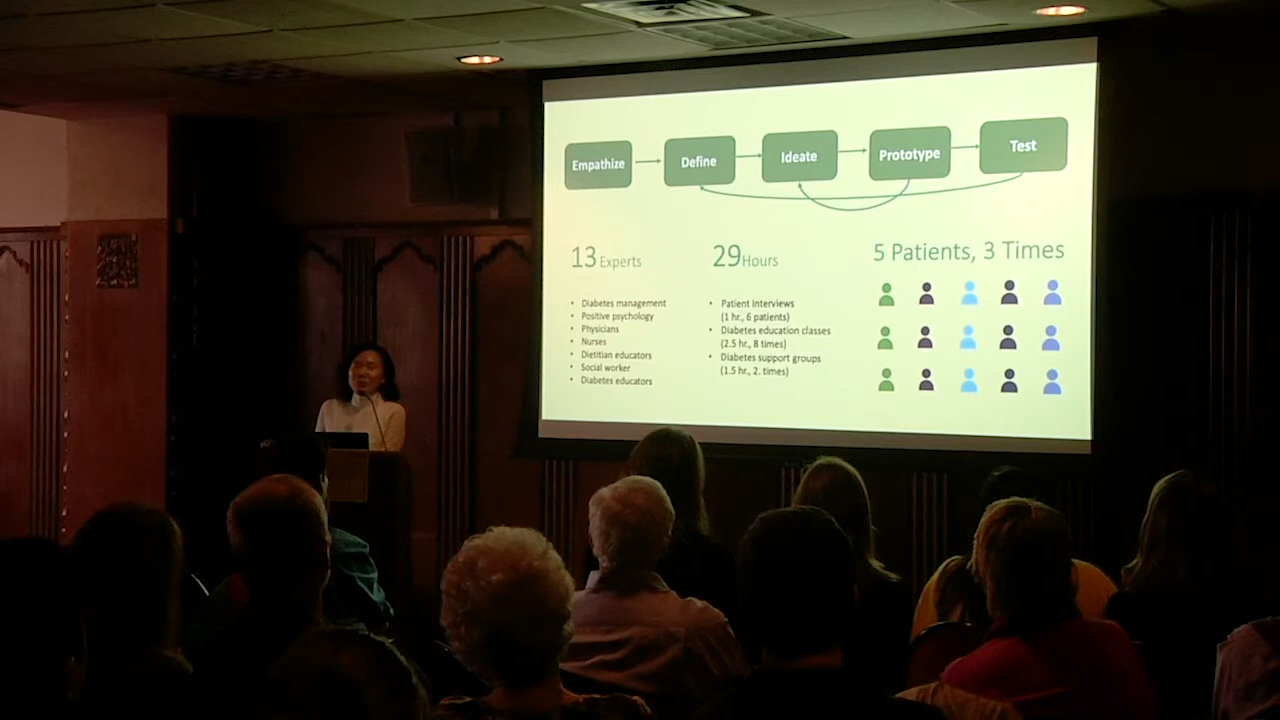 Empathize
Define
Ideate
Prototype
Test
13 Experts
• Diabetes management
• Positive psychology
• Physicians
• Nurses
• Dietitian educators
• Social worker
• Diabetes educators
29 Hours
• Patient Interviews
(1 hr., 6 patients)
• Diabetes education classes
(2.5 hr., 8 times)
• Diabetes support groups
(1.5 hr., 2. times)
5 Patients, 3 Times